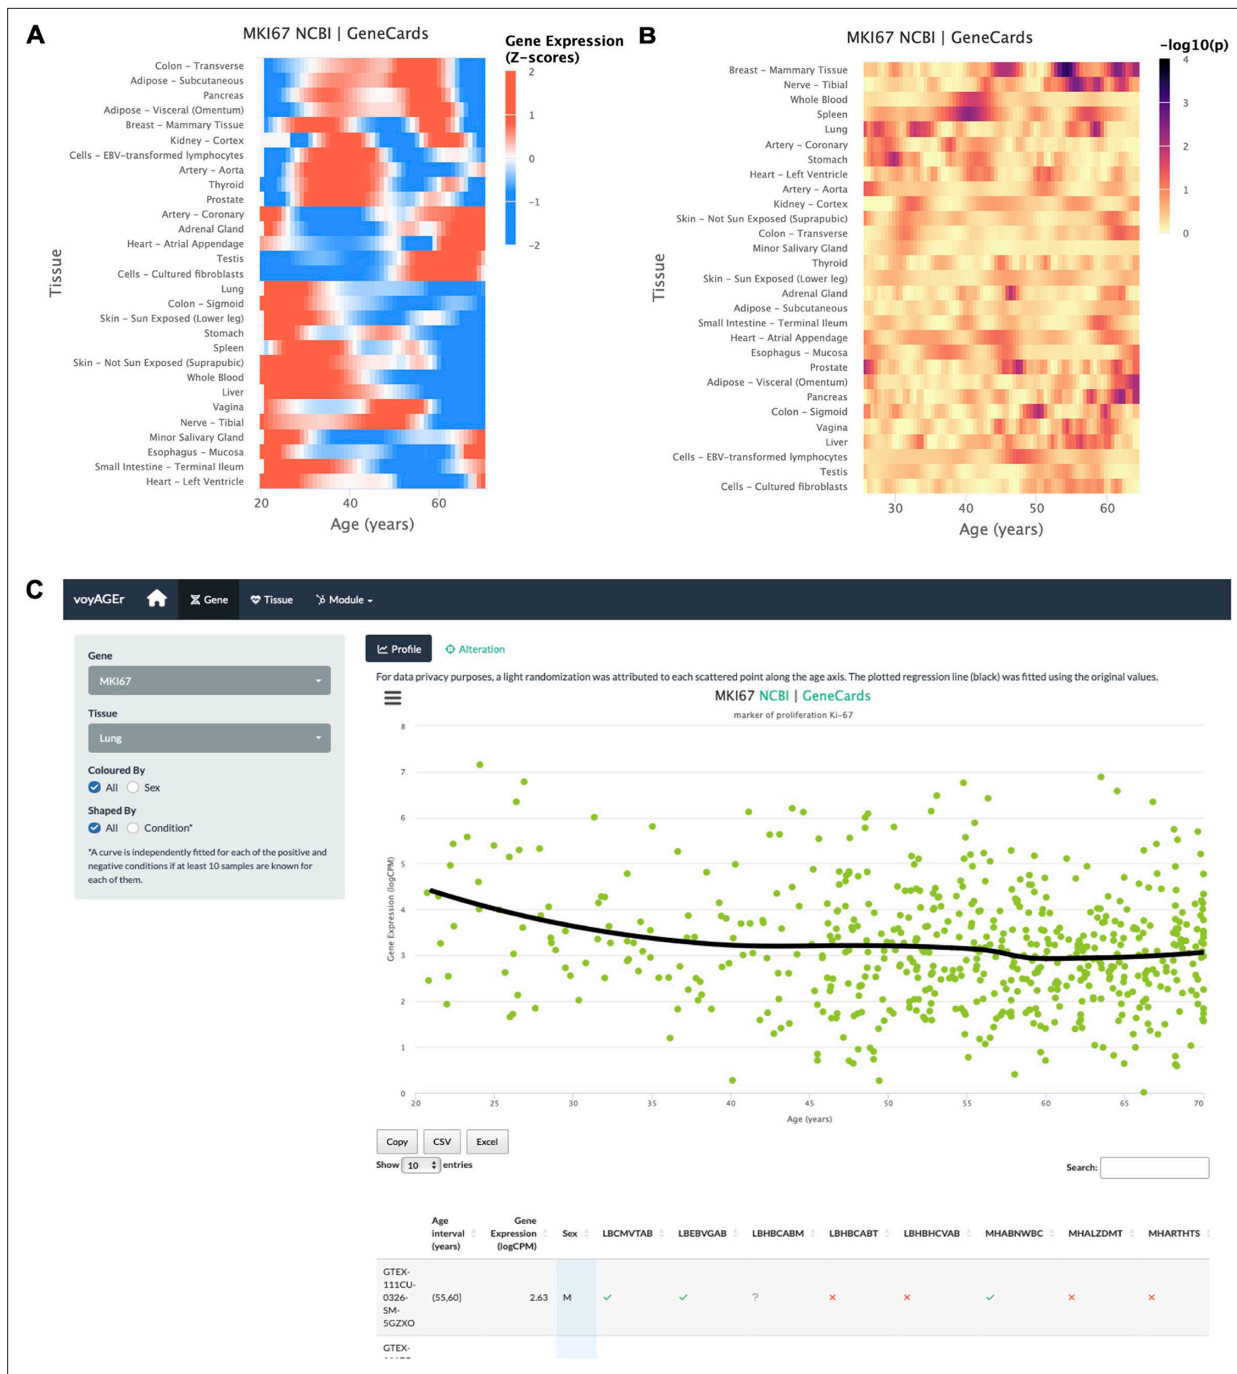 A
MKI67 NCBI | GeneCards
Gene Expression
(Z-scores)
2
1
0
−1
−2
Tissue
Colon – Transverse
Adipose – Subcutaneous
Pancreas
Adipose – Visceral (Omentum)
Breast – Mammary Tissue
Kidney – Cortex
Cells – EBV-transformed lymphocytes
Artery – Aorta
Thyroid
Prostate
Artery – Coronary
Adrenal Gland
Heart – Atrial Appendage
Testis
Cells – Cultured fibroblasts
Lung
Colon – Sigmoid
Skin – Sun Exposed (Lower leg)
Stomach
Spleen
Skin – Not Sun Exposed (Suprapubic)
Whole Blood
Liver
Vagina
Nerve – Tibial
Minor Salivary Gland
Esophagus – Mucosa
Small Intestine – Terminal Ileum
Heart – Left Ventricle
20 40 60
Age (years)
B
MKI67 NCBI | GeneCards
−log10(p)
4
3
2
1
0
Tissue
Breast – Mammary Tissue
Nerve – Tibial
Whole Blood
Spleen
Lung
Artery – Coronary
Stomach
Heart – Left Ventricle
Artery – Aorta
Kidney – Cortex
Skin – Not Sun Exposed (Suprapubic)
Colon – Transverse
Minor Salivary Gland
Thyroid
Skin – Sun Exposed (Lower leg)
Adrenal Gland
Adipose – Subcutaneous
Small Intestine – Terminal Ileum
Heart – Atrial Appendage
Esophagus – Mucosa
Prostate
Adipose – Visceral (Omentum)
Pancreas
Colon – Sigmoid
Vagina
Liver
Cells – EBV-transformed lymphocytes
Testis
Cells – Cultured fibroblasts
30 40 50 60
Age (years)
C
voyAGEr Gene Tissue Module
Gene
MKI67
Tissue
Lung
Coloured By
All Sex
Shaped By
All Condition*
*A curve is independently fitted for each of the positive and
negative conditions if at least 10 samples are known for
each of them.
Profile Alteration
For data privacy purposes, a light randomization was attributed to each scattered point along the age axis. The plotted regression line (black) was fitted using the original values.
MKI67 NCBI | GeneCards
marker of proliferation Ki-67
Gene Expression (logCPM)
8
7
6
5
4
3
2
1
0
20 25 30 35 40 45 50 55 60 65 70
Age (years)
Copy CSV Excel
Show 10 entries
Search:
Age interval (years) Gene Expression (logCPM) Sex LBCMVTAB LBEBVGAB LBHBCABM LBHCABT LBHBHCVAB MHABNWBC MHALZDMT MHARTHTS
GTEX-
111CU-
0326-
SM-
5GZXO
(55,60] 2.63 M ✓ ✓ ? × × ✓ × ×
GTEX-